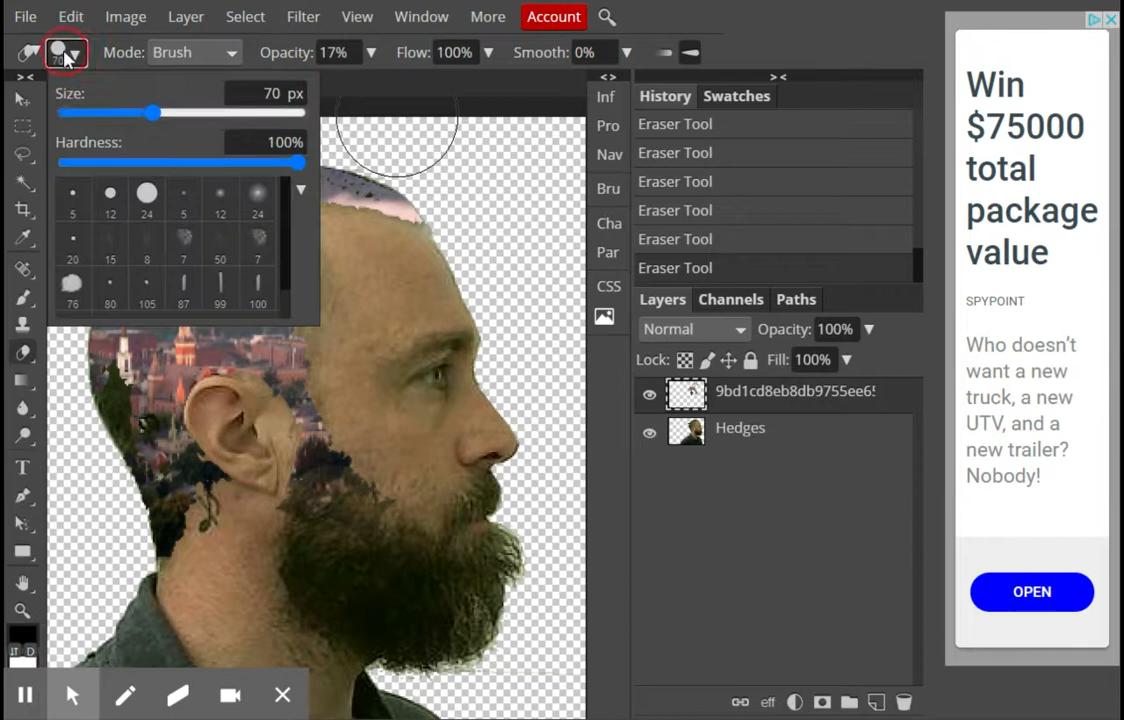 File Edit Image Layer Select Filter View Window More Account
Mode: Brush Opacity: 17% Flow: 100% Smooth: 0%
> < < > > <
Size: 70 px
Hardness: 100%
5 12 24 5 12 24
20 15 8 7 50 7
76 80 105 87 99 100
Inf
Pro
Nav
Bru
Cha
Par
CSS
History Swatches
Eraser Tool
Eraser Tool
Eraser Tool
Eraser Tool
Eraser Tool
Eraser Tool
Layers Channels Paths
Normal Opacity: 100%
Lock: Fill: 100%
9bd1cd8eb8db9755ee6
Hedges
eff
T
D
Win
$75000
total
package
value
SPYPOINT
Who doesn't
want a new
truck, a new
UTV, and a
new trailer?
Nobody!
OPEN